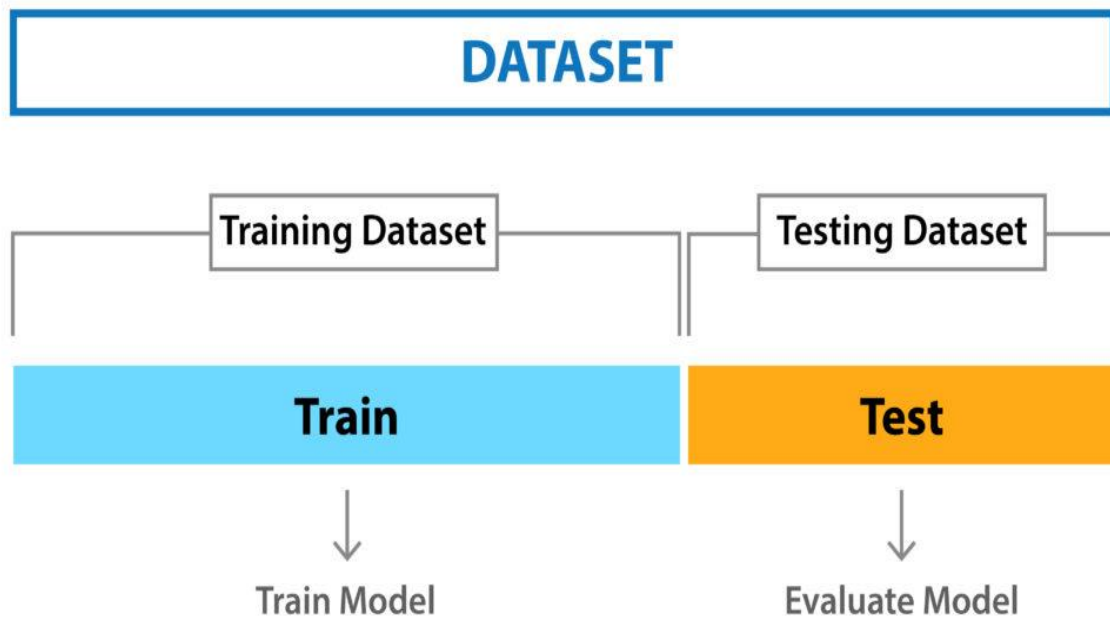 DATASET
Training Dataset
Testing Dataset
Train
Test
Train Model
Evaluate Model